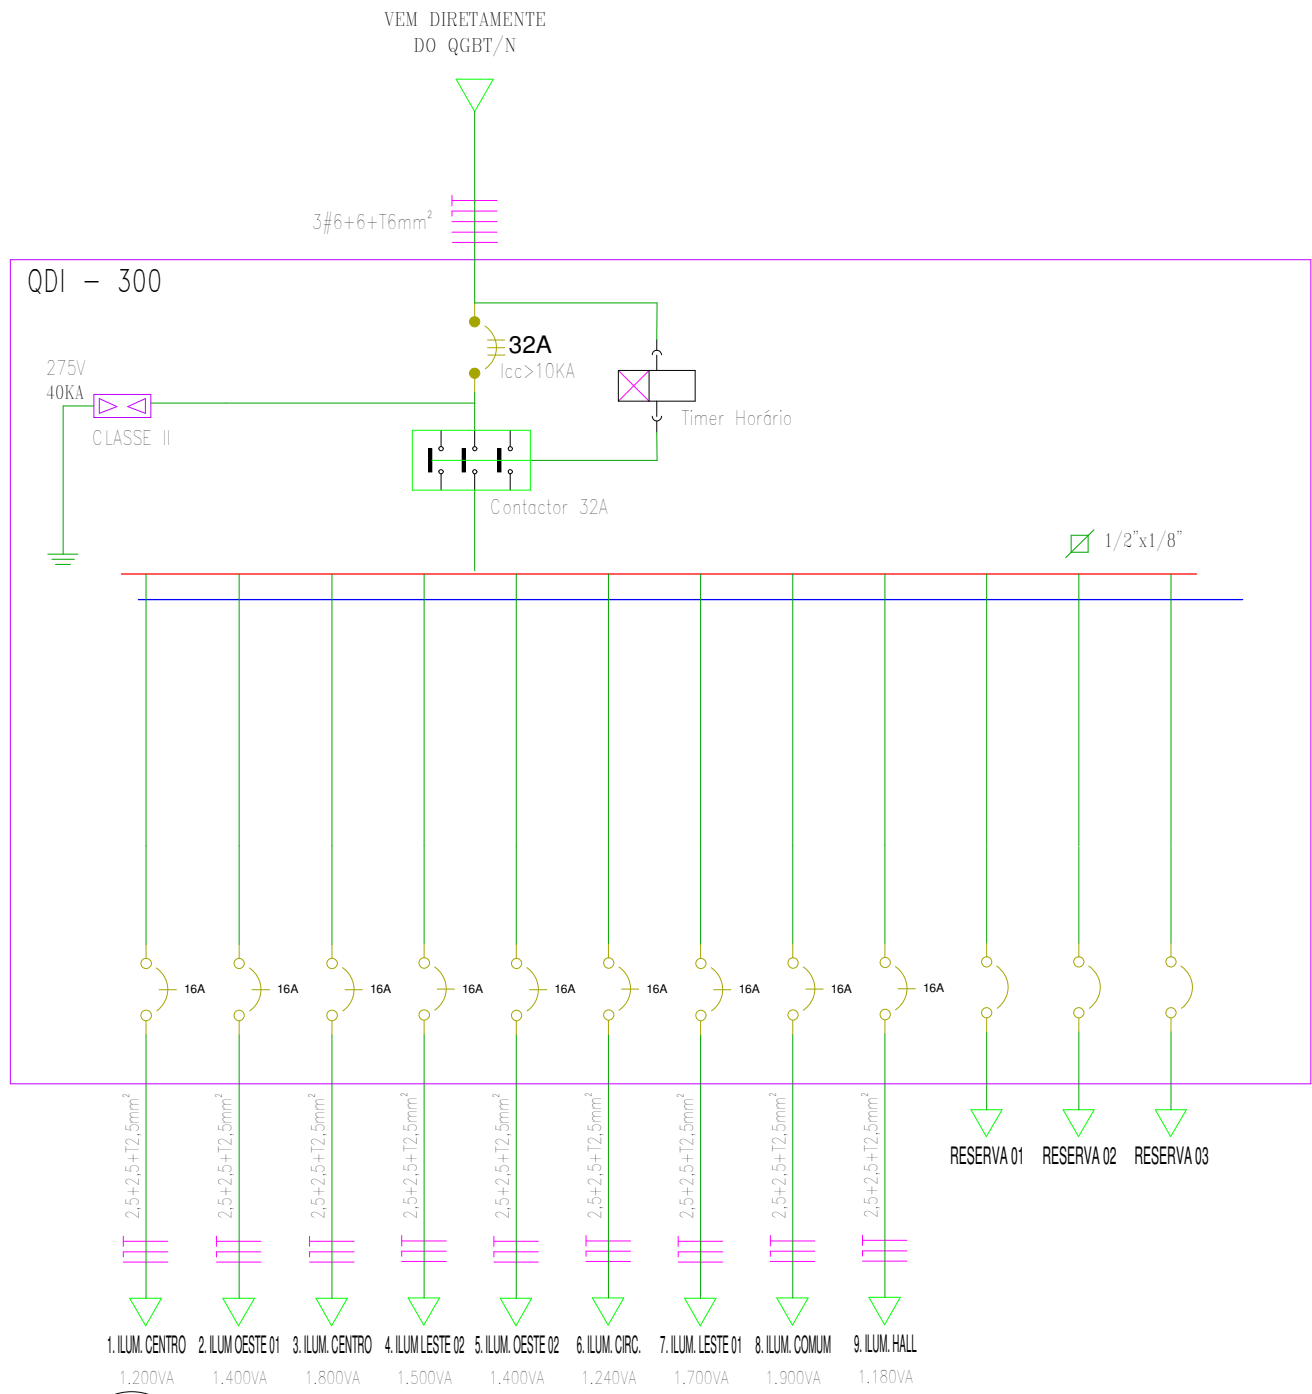 VEM DIRETAMENTE
DO QGBT/N
3#6+6+T6mm²
QDI - 300
32A
Icc>10KA
275V
40KA
CLASSE II
Timer Horário
Contactor 32A
1/2"x1/8"
16A
16A
16A
16A
16A
16A
16A
16A
16A
2,5+2,5+T2,5mm²
2,5+2,5+T2,5mm²
2,5+2,5+T2,5mm²
2,5+2,5+T2,5mm²
2,5+2,5+T2,5mm²
2,5+2,5+T2,5mm²
2,5+2,5+T2,5mm²
2,5+2,5+T2,5mm²
2,5+2,5+T2,5mm²
RESERVA 01
RESERVA 02
RESERVA 03
1. ILUM. CENTRO
1.200VA
2. ILUM OESTE 01
1.400VA
3. ILUM. CENTRO
1.800VA
4. ILUM LESTE 02
1.500VA
5. ILUM. OESTE 02
1.400VA
6. ILUM. CIRC.
1.240VA
7. ILUM. LESTE 01
1.700VA
8. ILUM. COMUM
1.900VA
9. ILUM. HALL
1.180VA